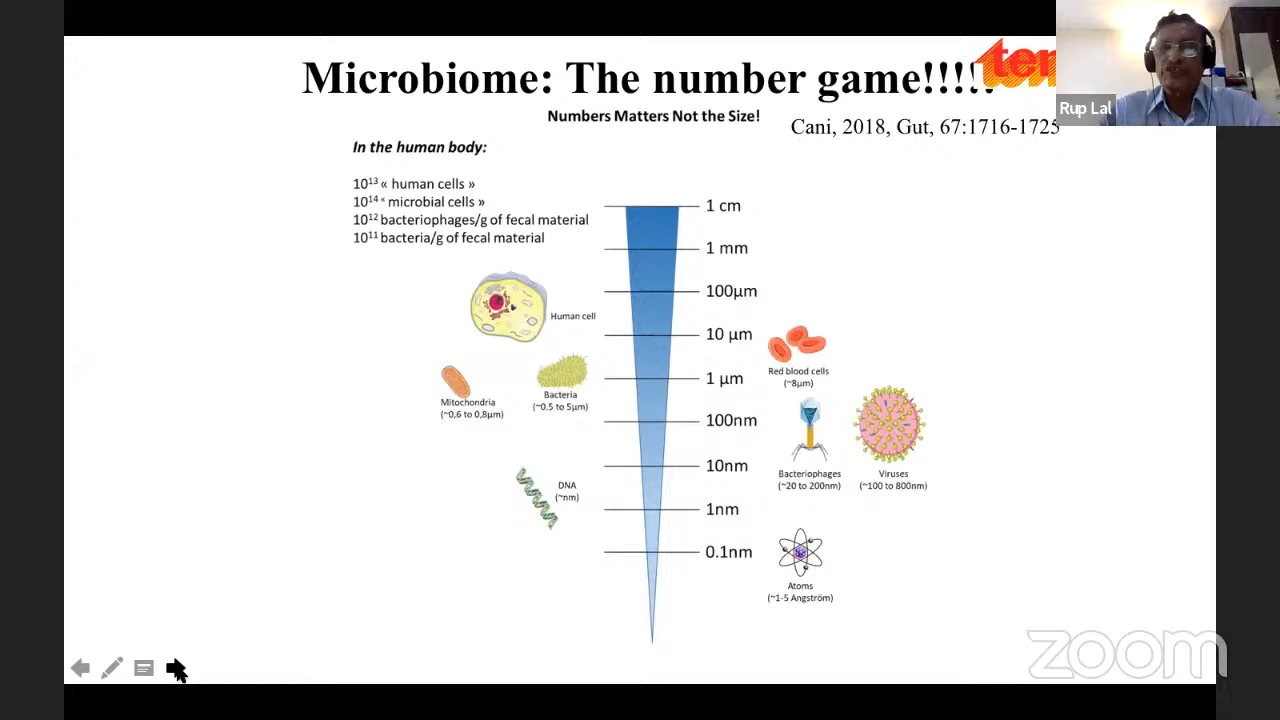 Microbiome: The number game!!!!!
ten
Rup Lal
Numbers Matters Not the Size!
Cani, 2018, Gut, 67:1716-1725
In the human body:
10¹³ « human cells »
10¹⁴ “ microbial cells »
10¹² bacteriophages/g of fecal material
10¹¹ bacteria/g of fecal material
1 cm
1 mm
100µm
10 µm
1 µm
100nm
10nm
1nm
0.1nm
Human cell
Mitochondria
(~0,6 to 0,8µm)
Bacteria
(~0.5 to 5µm)
DNA
(~nm)
Red blood cells
(~8µm)
Bacteriophages
(~20 to 200nm)
Viruses
(~100 to 800nm)
Atoms
(~1-5 Angström)
zoom